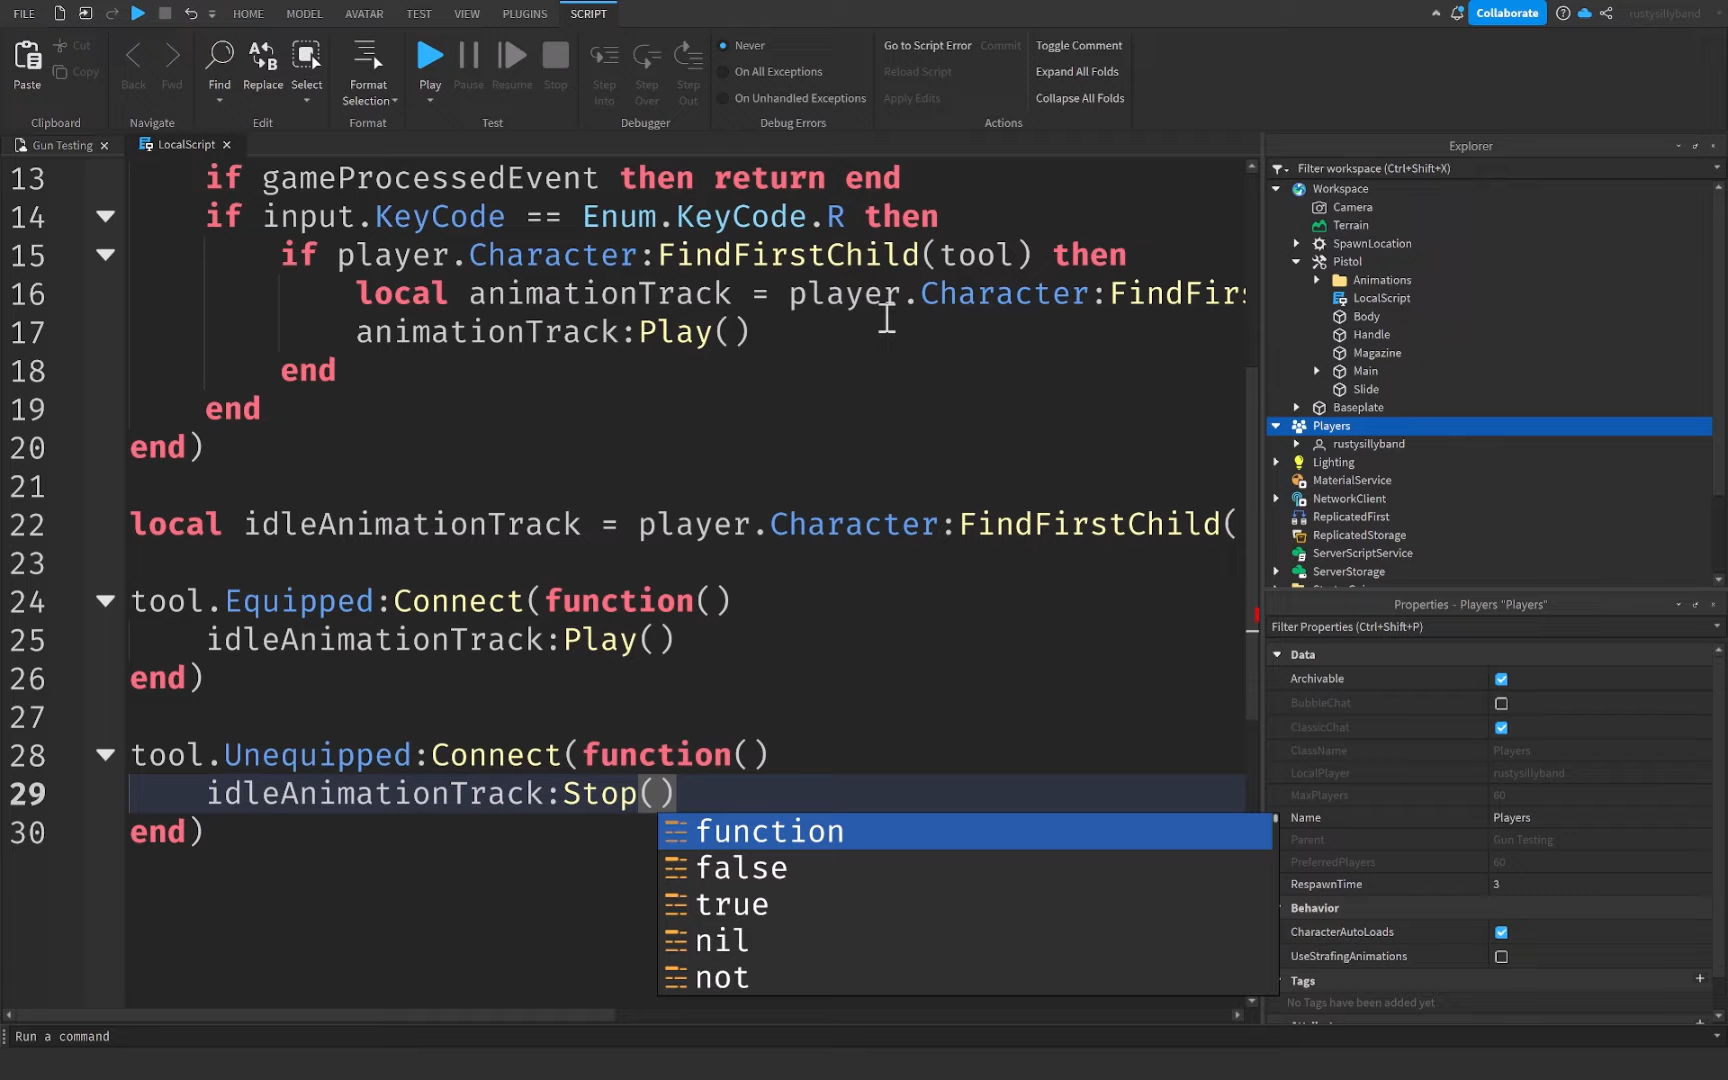 FILE HOME MODEL AVATAR TEST VIEW PLUGINS SCRIPT Collaborate rustysillyband
Paste Cut Copy Back Fwd Find Replace Select Format Selection Play Pause Resume Stop Step Into Step Over Step Out
Never
On All Exceptions
On Unhandled Exceptions
Go to Script Error Commit
Reload Script
Apply Edits
Toggle Comment
Expand All Folds
Collapse All Folds
Clipboard Navigate Edit Format Test Debugger Debug Errors Actions
Gun Testing LocalScript
13 if gameProcessedEvent then return end
14 if input.KeyCode == Enum.KeyCode.R then
15 if player.Character:FindFirstChild(tool) then
16 local animationTrack = player.Character:FindFirs
17 animationTrack:Play()
18 end
19 end
20 end)
21
22 local idleAnimationTrack = player.Character:FindFirstChild(
23
24 tool.Equipped:Connect(function()
25 idleAnimationTrack:Play()
26 end)
27
28 tool.Unequipped:Connect(function()
29 idleAnimationTrack:Stop()
30 end)
function
false
true
nil
not
Run a command
Explorer
Filter workspace (Ctrl+Shift+X)
Workspace
Camera
Terrain
SpawnLocation
Pistol
Animations
LocalScript
Body
Handle
Magazine
Main
Slide
Baseplate
Players
rustysillyband
Lighting
MaterialService
NetworkClient
ReplicatedFirst
ReplicatedStorage
ServerScriptService
ServerStorage
Properties - Players "Players"
Filter Properties (Ctrl+Shift+P)
Data
Archivable
BubbleChat
ClassicChat
ClassName Players
LocalPlayer rustysillyband
MaxPlayers 60
Name Players
Parent Gun Testing
PreferredPlayers 60
RespawnTime 3
Behavior
CharacterAutoLoads
UseStrafingAnimations
Tags
No Tags have been added yet